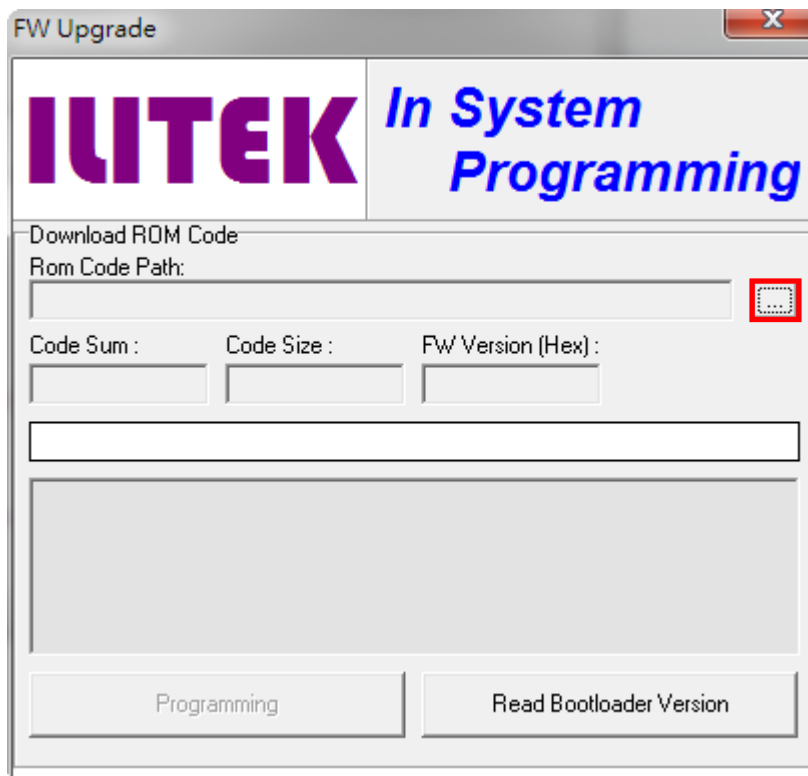 FW Upgrade
x
ILITEK
In System
Programming
Download ROM Code
Rom Code Path:
...
Code Sum :
Code Size :
FW Version (Hex) :
Programming
Read Bootloader Version